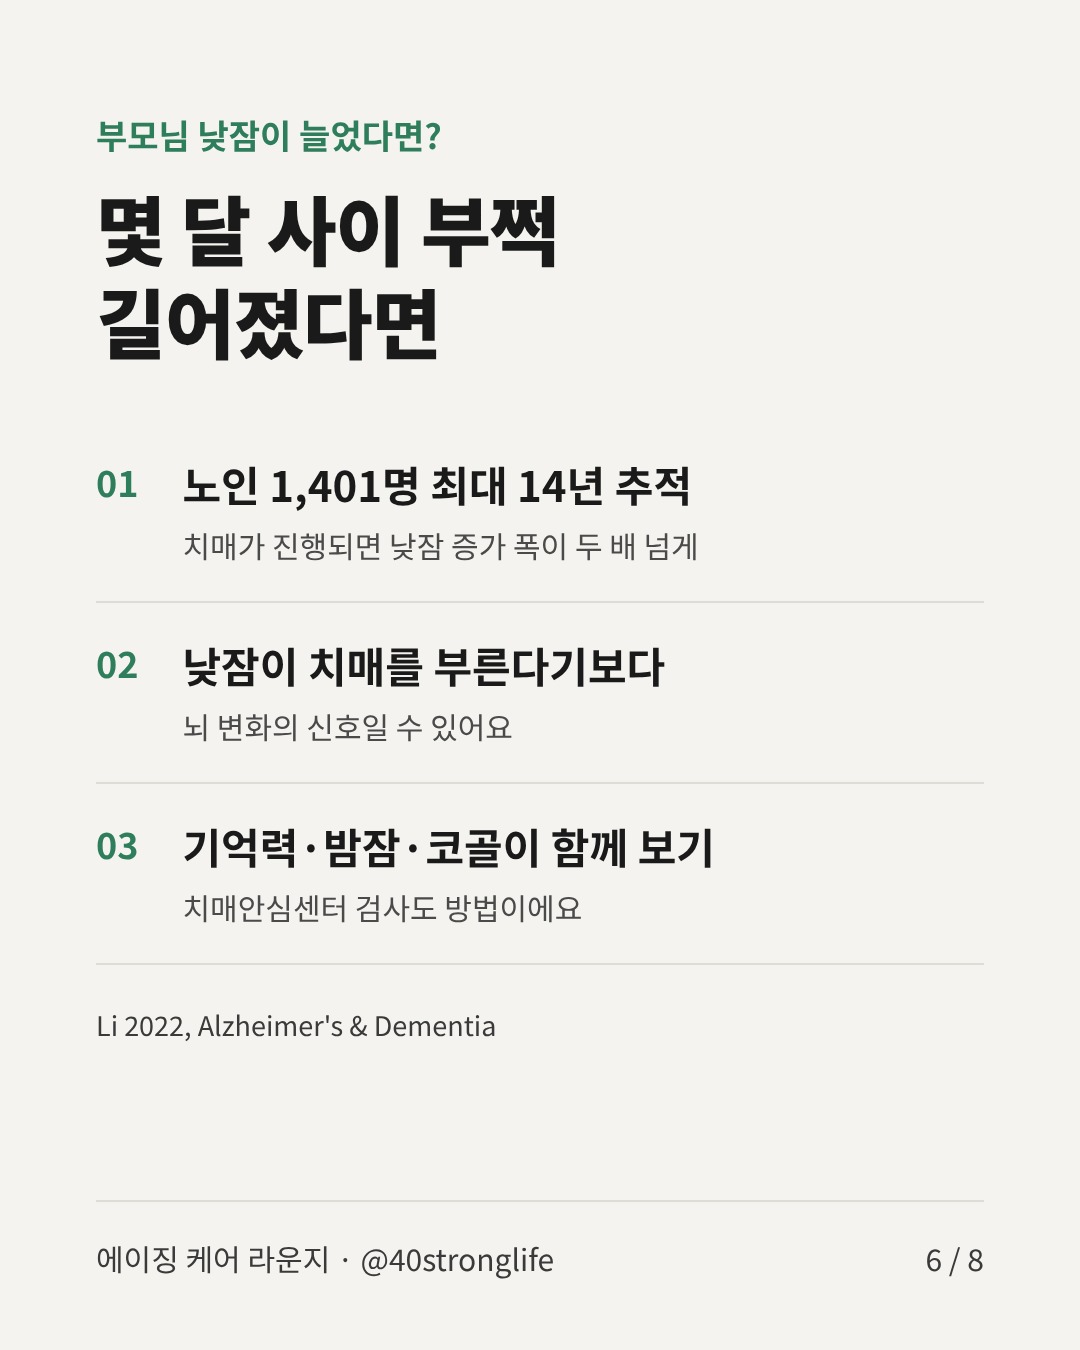 부모님 낮잠이 늘었다면?
몇 달 사이 부쩍
길어졌다면
01 노인 1,401명 최대 14년 추적
치매가 진행되면 낮잠 증가 폭이 두 배 넘게
02 낮잠이 치매를 부른다기보다
뇌 변화의 신호일 수 있어요
03 기억력·밤잠·코골이 함께 보기
치매안심센터 검사도 방법이에요
Li 2022, Alzheimer's & Dementia
에이징 케어 라운지 · @40stronglife 6 / 8